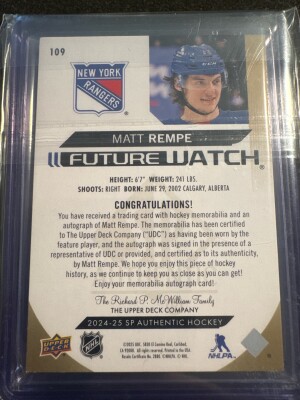 109
NEW YORK
RANGERS
MATT REMPE
FUTURE WATCH
HEIGHT: 6'7" WEIGHT: 241 LBS.
SHOOTS: RIGHT BORN: JUNE 29, 2002 CALGARY, ALBERTA
CONGRATULATIONS!
You have received a trading card with hockey memorabilia and an
autograph of Matt Rempe. The memorabilia has been certified
to The Upper Deck Company ("UDC") as having been worn by the
feature player, and the autograph was signed in the presence of a
representative of UDC or provided, and certified as to its authenticity,
by Matt Rempe. We hope you enjoy this piece of hockey
history, as we continue to keep you as close as you can get!
Enjoy your memorabilia autograph card!
The Richard P. McWilliam Family
THE UPPER DECK COMPANY
2024-25 SP AUTHENTIC HOCKEY
UPPER DECK
NHL
NHLPA